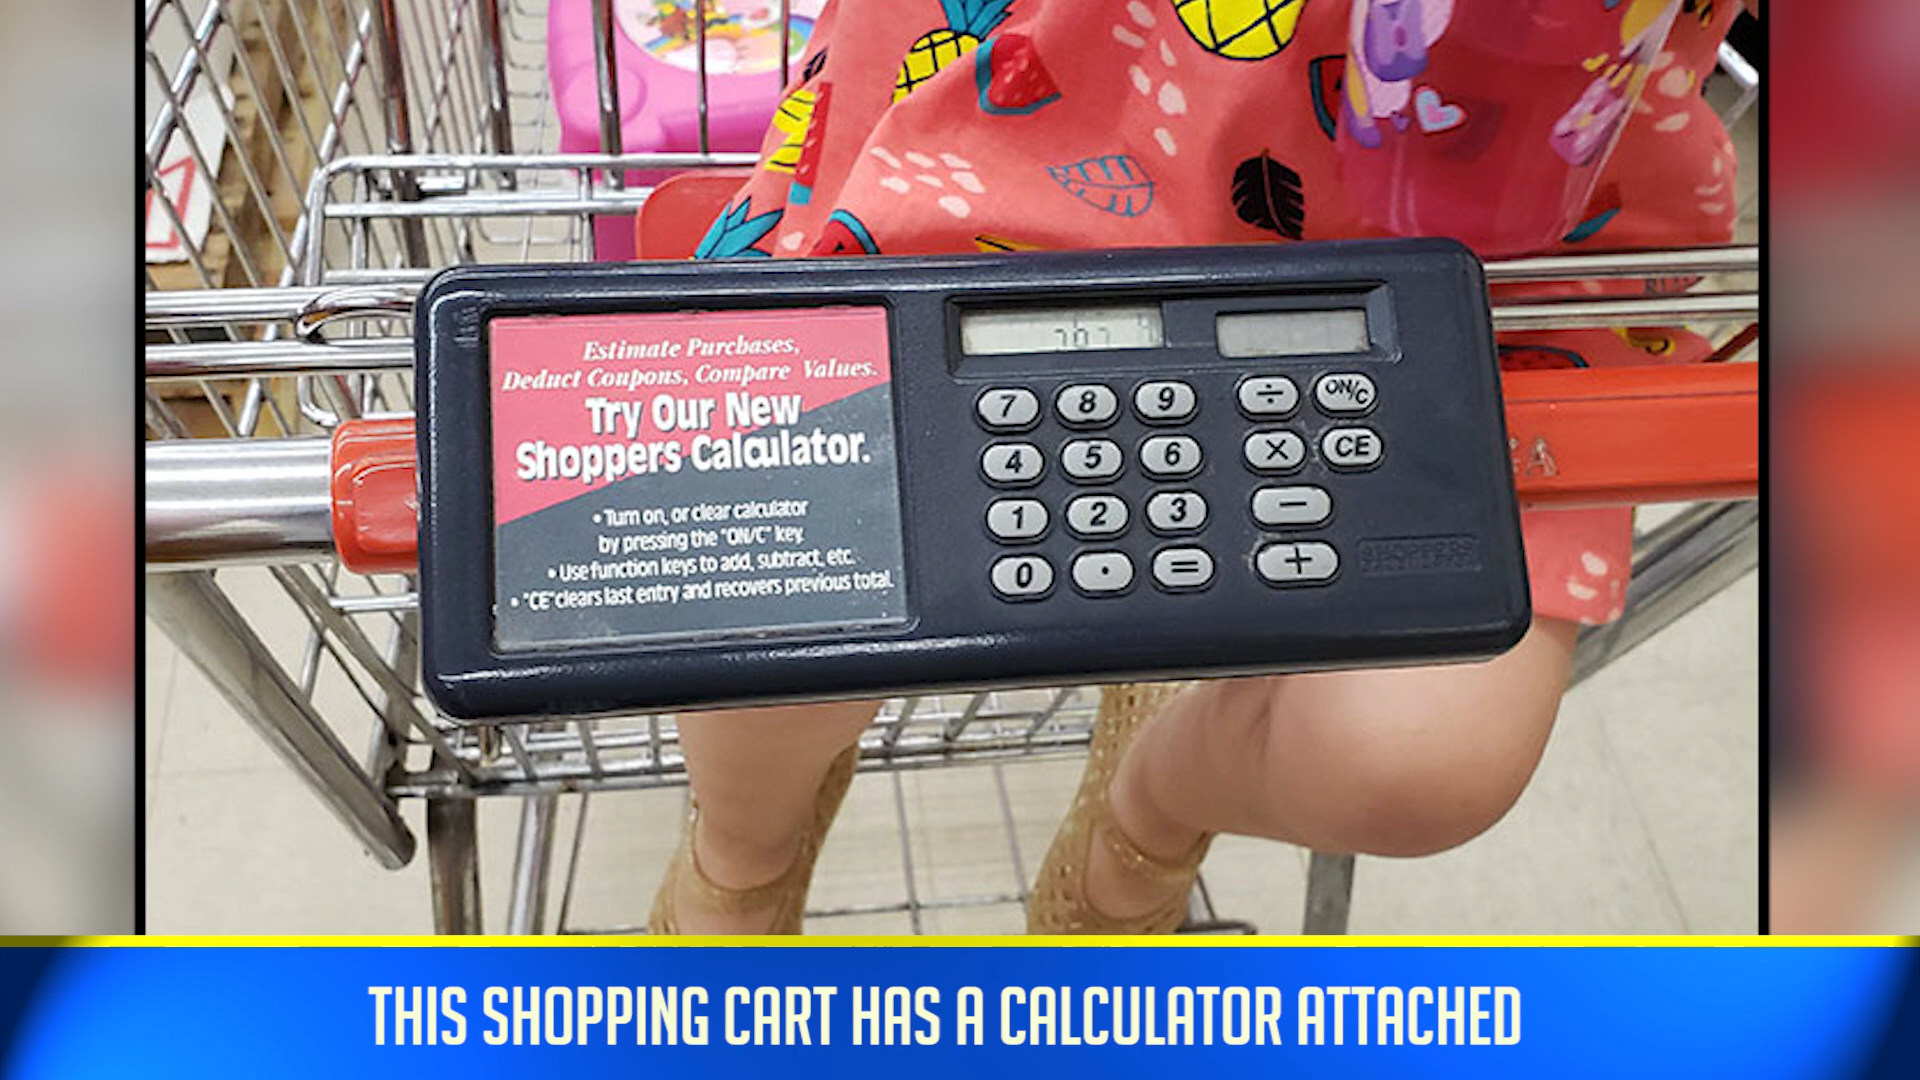 Estimate Purchases,
Deduct Coupons, Compare Values.
Try Our New
Shoppers Calculator.
• Turn on, or clear calculator
by pressing the "ON/C" key.
• Use function keys to add, subtract, etc.
• "CE" clears last entry and recovers previous total.
7 8 9 ÷ ON/C
4 5 6 × CE
1 2 3 −
0 . = +
THIS SHOPPING CART HAS A CALCULATOR ATTACHED